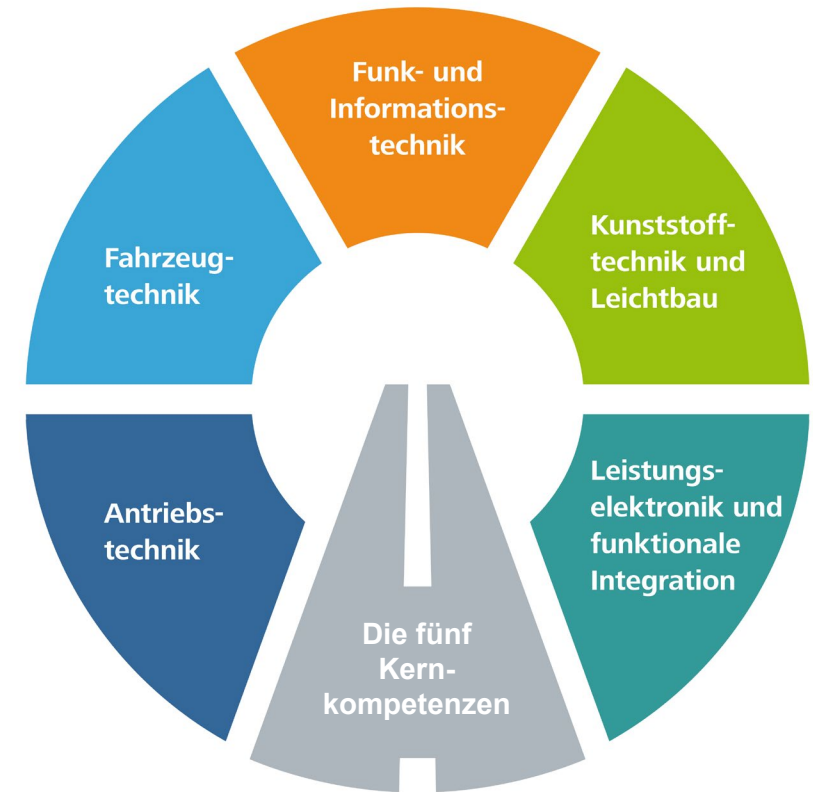 Funk- und
Informations-
technik
Fahrzeug-
technik
Kunststoff-
technik und
Leichtbau
Antriebs-
technik
Leistungs-
elektronik und
funktionale
Integration
Die fünf
Kern-
kompetenzen